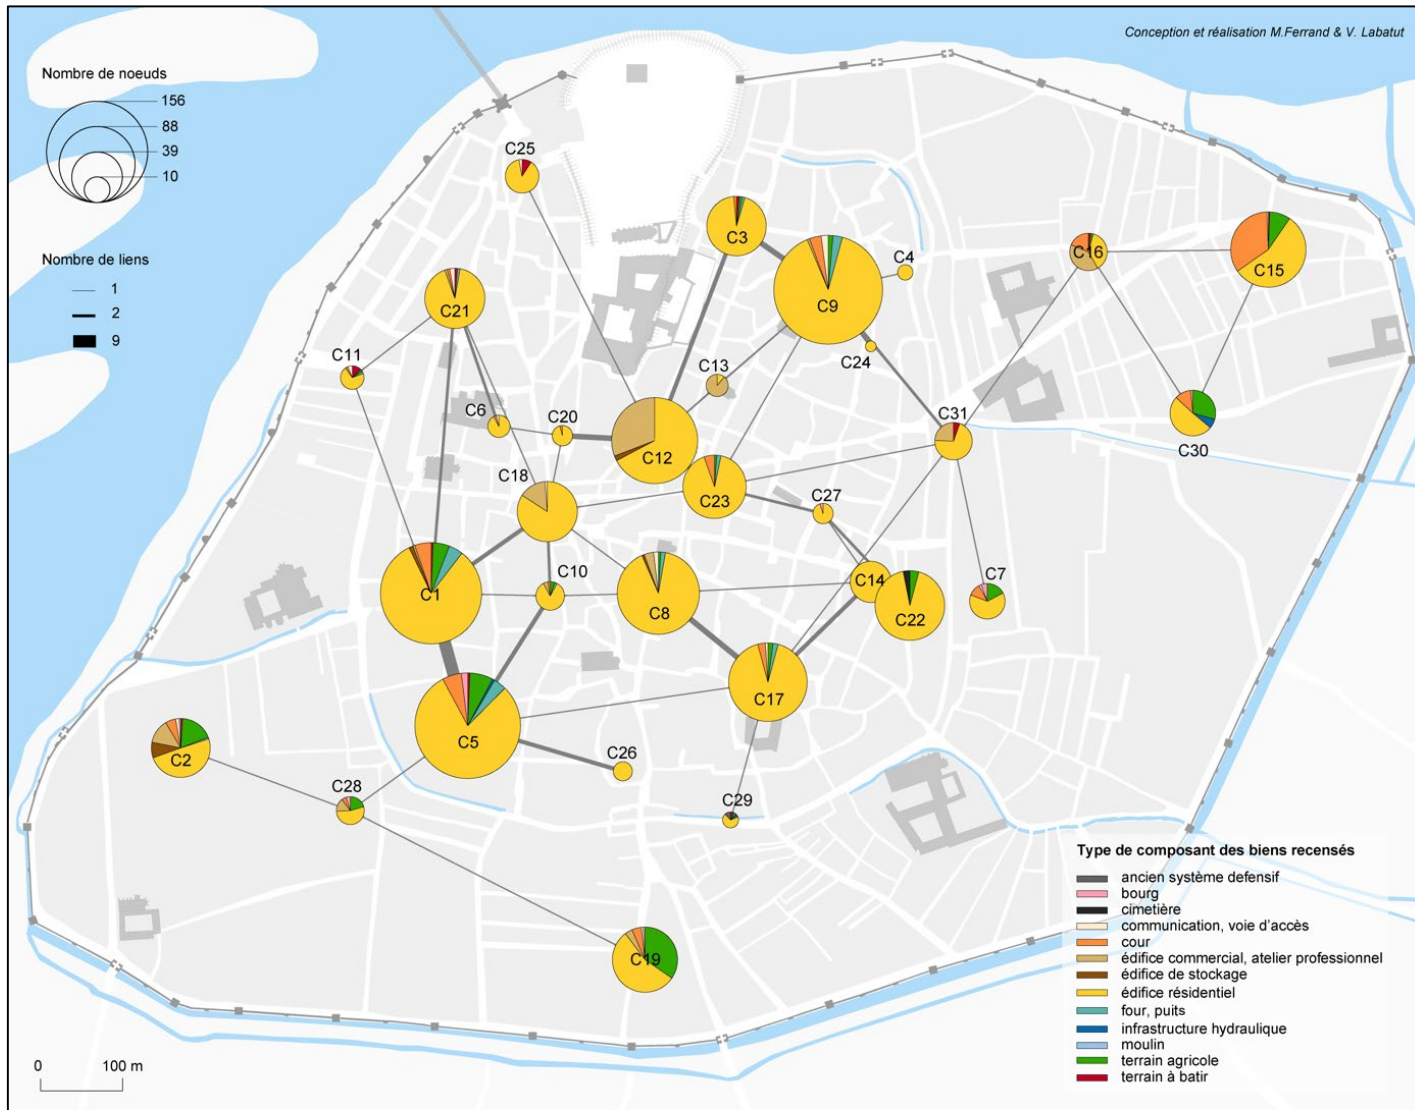 Conception et réalisation M.Ferrand & V. Labatut
Nombre de noeuds
156
88
39
10
Nombre de liens
1
2
9
C25
C3
C9
C4
C16
C15
C21
C24
C11
C13
C6
C20
C31
C30
C12
C18
C23
C27
C10
C14
C1
C8
C22
C7
C17
C5
C2
C26
C28
C29
C19
Type de composant des biens recensés
ancien système defensif
bourg
cimetière
communication, voie d'accès
cour
édifice commercial, atelier professionnel
édifice de stockage
édifice résidentiel
four, puits
infrastructure hydraulique
moulin
terrain agricole
terrain à batir
0 100 m